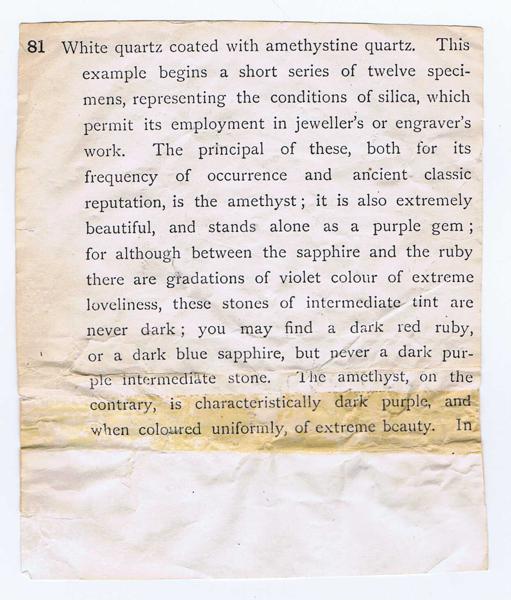 81 White quartz coated with amethystine quartz. This
example begins a short series of twelve speci-
mens, representing the conditions of silica, which
permit its employment in jeweller's or engraver's
work. The principal of these, both for its
frequency of occurrence and ancient classic
reputation, is the amethyst; it is also extremely
beautiful, and stands alone as a purple gem;
for although between the sapphire and the ruby
there are gradations of violet colour of extreme
loveliness, these stones of intermediate tint are
never dark; you may find a dark red ruby,
or a dark blue sapphire, but never a dark pur-
ple intermediate stone. The amethyst, on the
contrary, is characteristically dark purple, and
when coloured uniformly, of extreme beauty. In